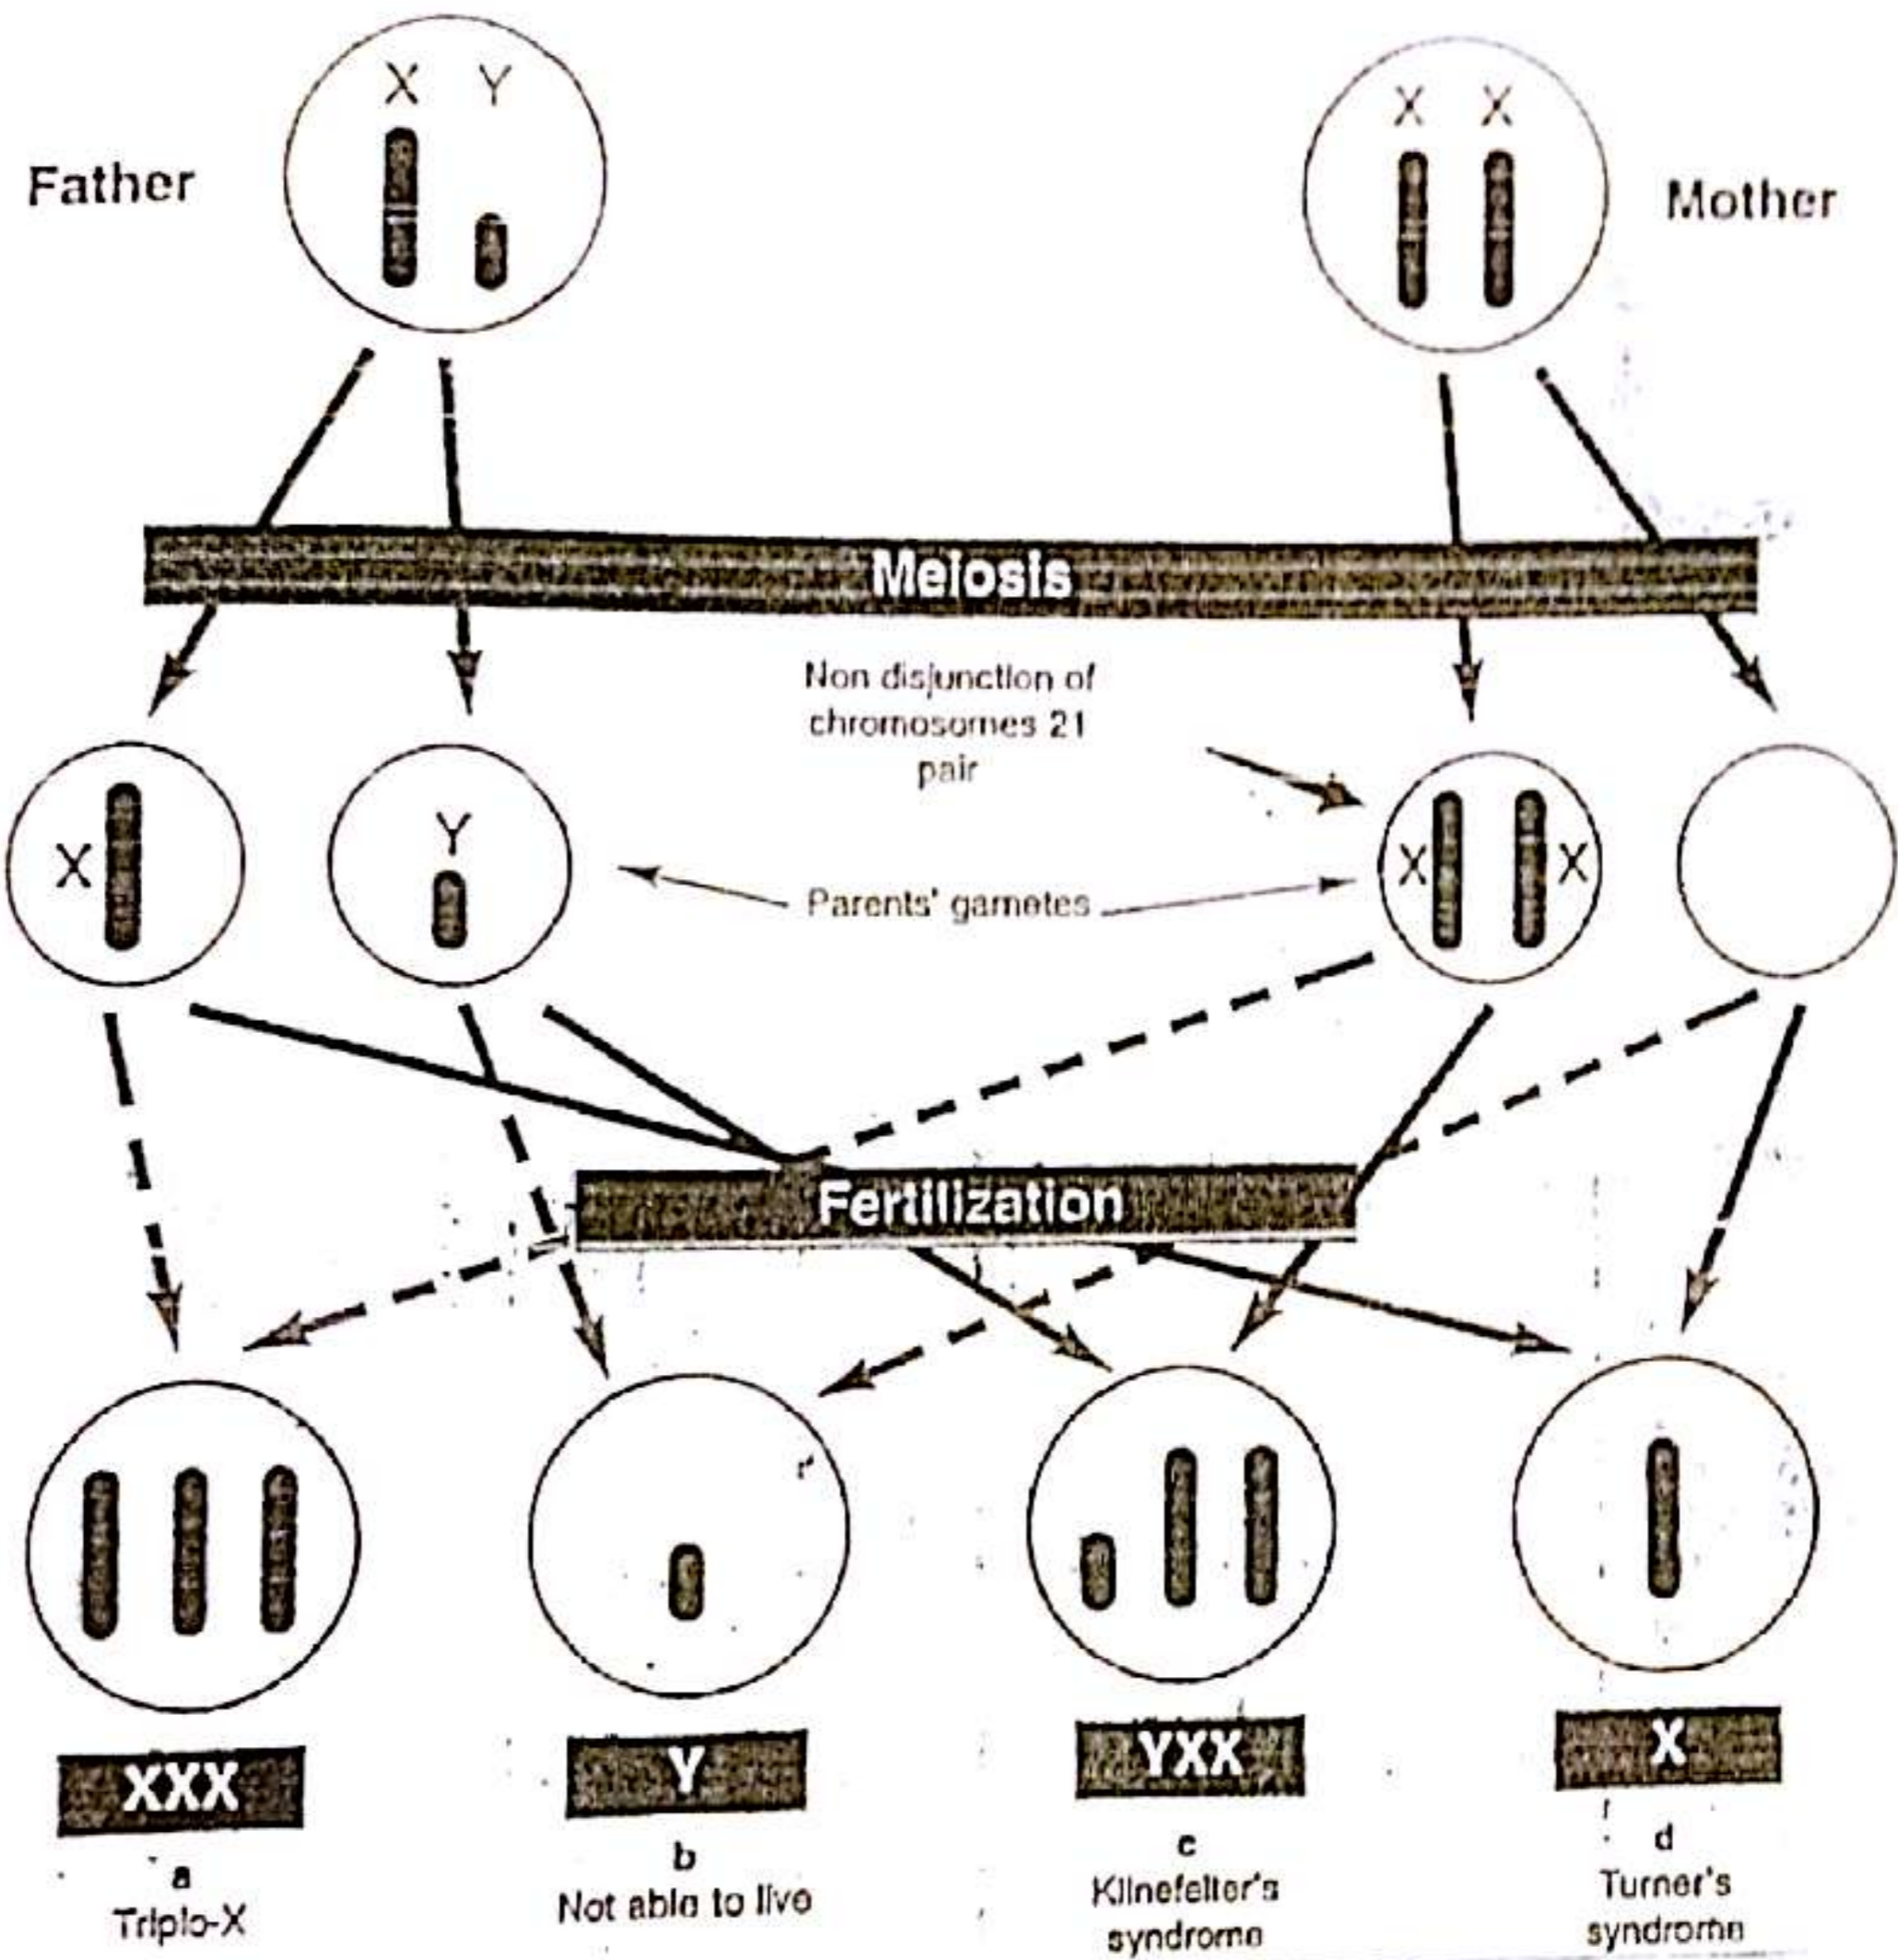 X Y
X X
Father
Mother
Meiosis
Non disjunction of
chromosomes 21
pair
X
Y
X
X
Parents' gametes
Fertilization
XXX
Y
YXX
X
a
b
c
d
Triplo-X
Not able to live
Klinefelter's
syndrome
Turner's
syndrome